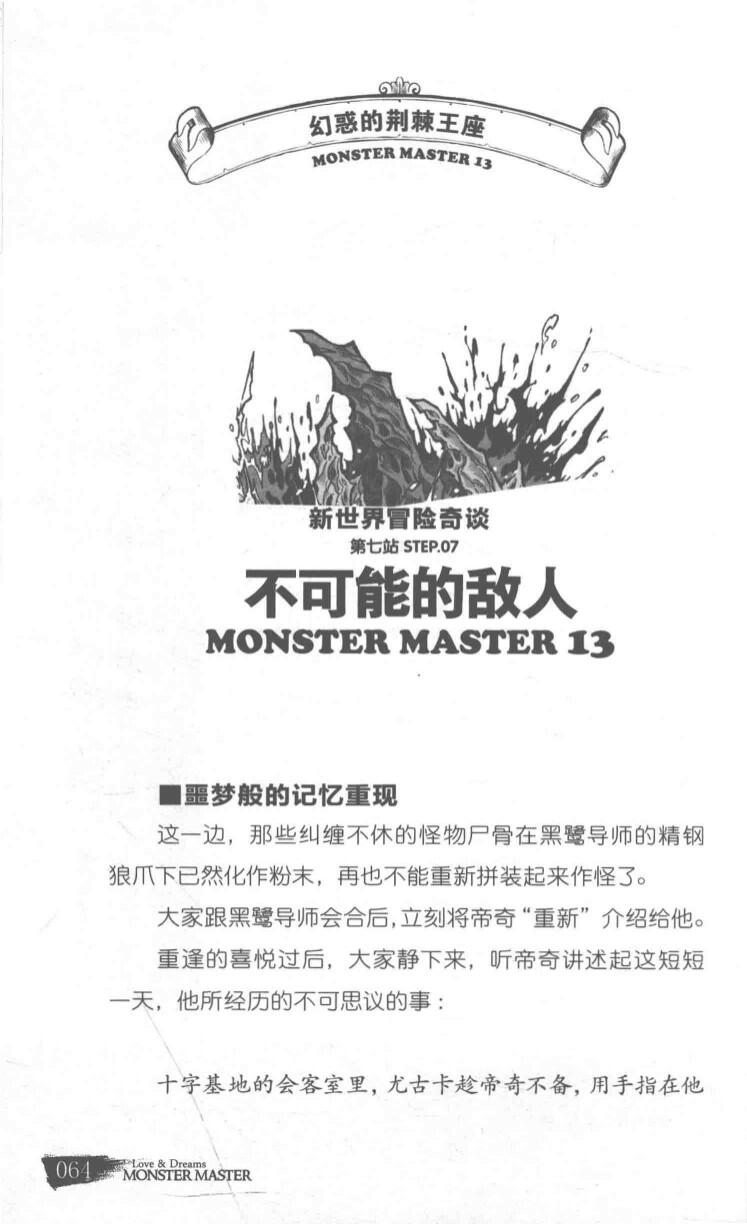 幻惑的荆棘王座
MONSTER MASTER 13
新世界冒险奇谈
第七站 STEP.07
不可能的敌人
MONSTER MASTER 13
■噩梦般的记忆重现
这一边，那些纠缠不休的怪物尸骨在黑鹭导师的精钢
狼爪下已然化作粉末，再也不能重新拼装起来作怪了。
大家跟黑鹭导师会合后，立刻将帝奇“重新”介绍给他。
重逢的喜悦过后，大家静下来，听帝奇讲述起这短短
一天，他所经历的不可思议的事：
十字基地的会客室里，尤古卡趁帝奇不备，用手指在他
064
Love & Dreams
MONSTER MASTER